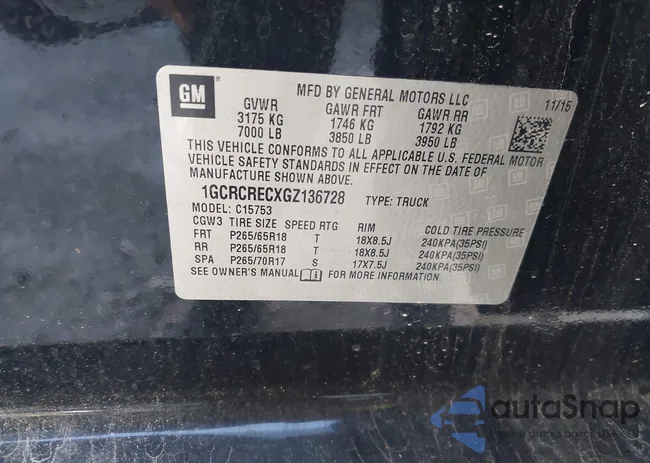 GM
MFD BY GENERAL MOTORS LLC
11/15
GVWR GAWR FRT GAWR RR
3175 KG 1746 KG 1792 KG
7000 LB 3850 LB 3950 LB
THIS VEHICLE CONFORMS TO ALL APPLICABLE U.S. FEDERAL MOTOR
VEHICLE SAFETY STANDARDS IN EFFECT ON THE DATE OF
MANUFACTURE SHOWN ABOVE.
1GCRCRECXGZ136728 TYPE: TRUCK
MODEL: C15753
CGW3 TIRE SIZE SPEED RTG RIM COLD TIRE PRESSURE
FRT P265/65R18 T 18X8.5J 240KPA(35PSI)
RR P265/65R18 T 18X8.5J 240KPA(35PSI)
SPA P265/70R17 S 17X7.5J 240KPA(35PSI)
SEE OWNER'S MANUAL FOR MORE INFORMATION.
autaSnap